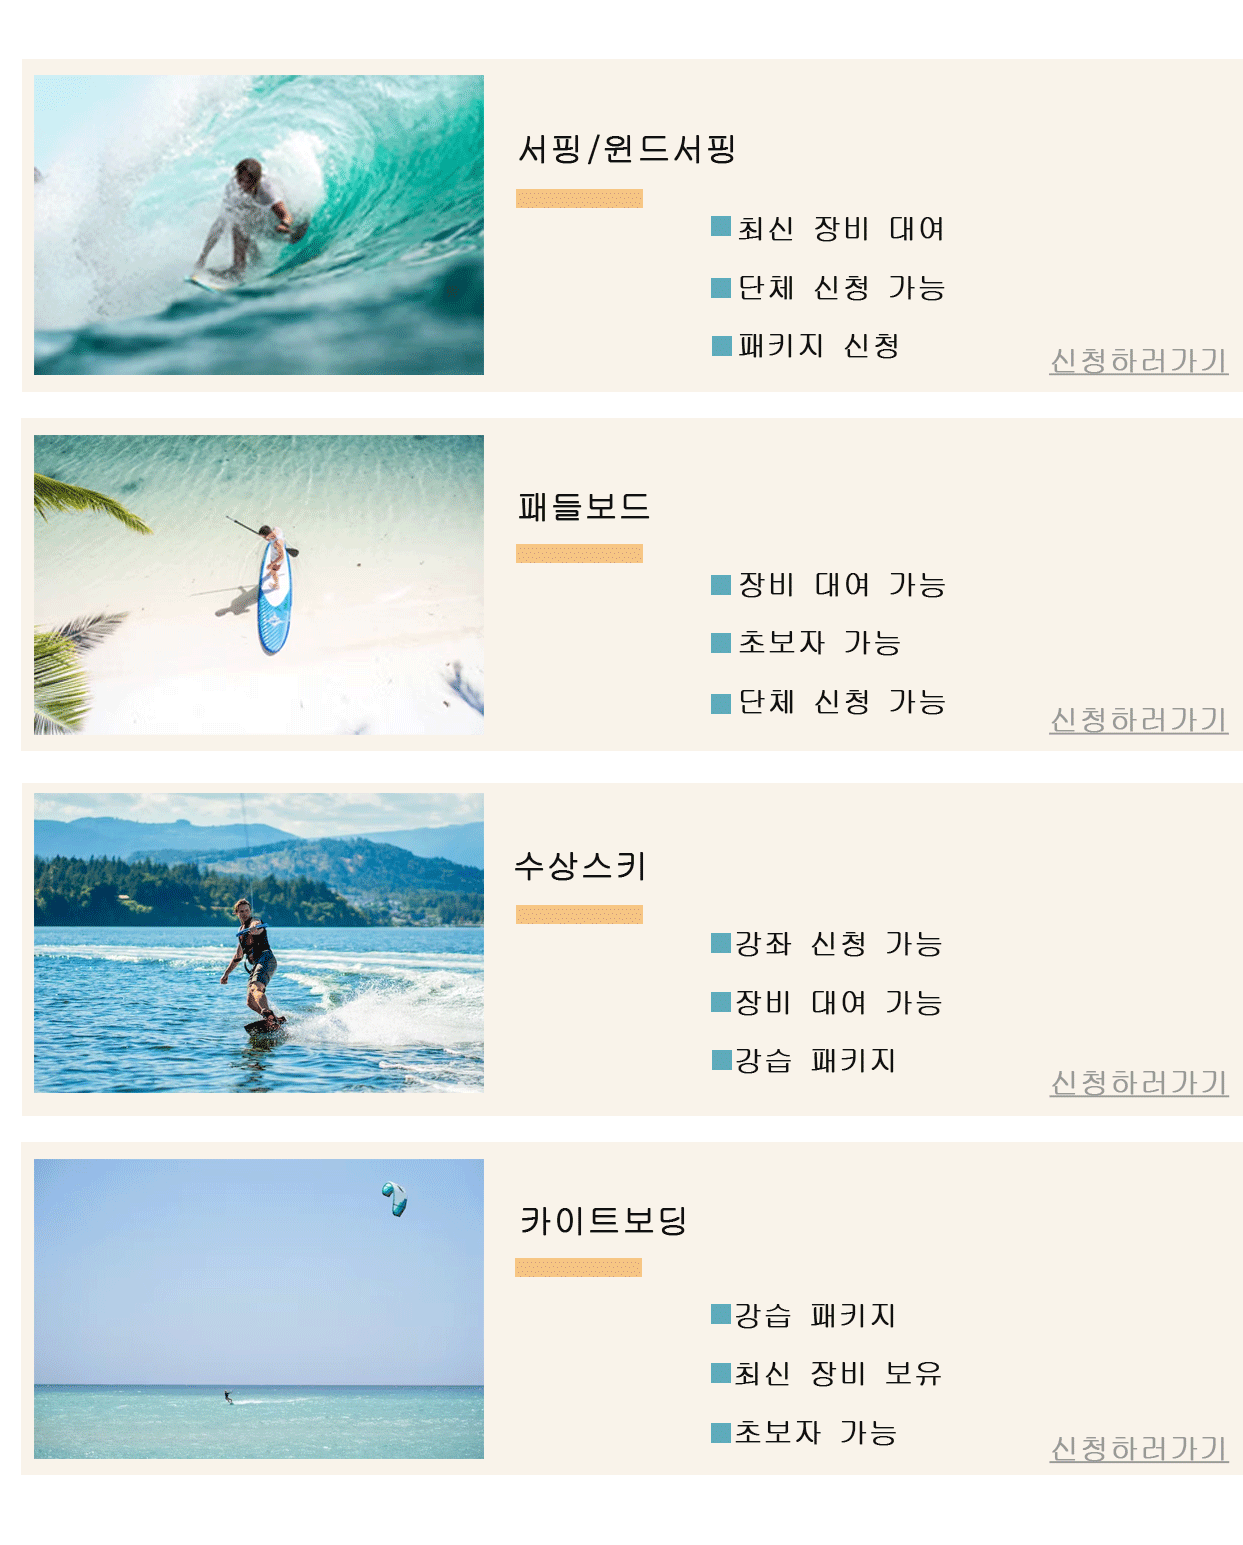 서핑/윈드서핑
최신 장비 대여
단체 신청 가능
패키지 신청
신청하러가기
패들보드
장비 대여 가능
초보자 가능
단체 신청 가능
신청하러가기
수상스키
강좌 신청 가능
장비 대여 가능
강습 패키지
신청하러가기
카이트보딩
강습 패키지
최신 장비 보유
초보자 가능
신청하러가기